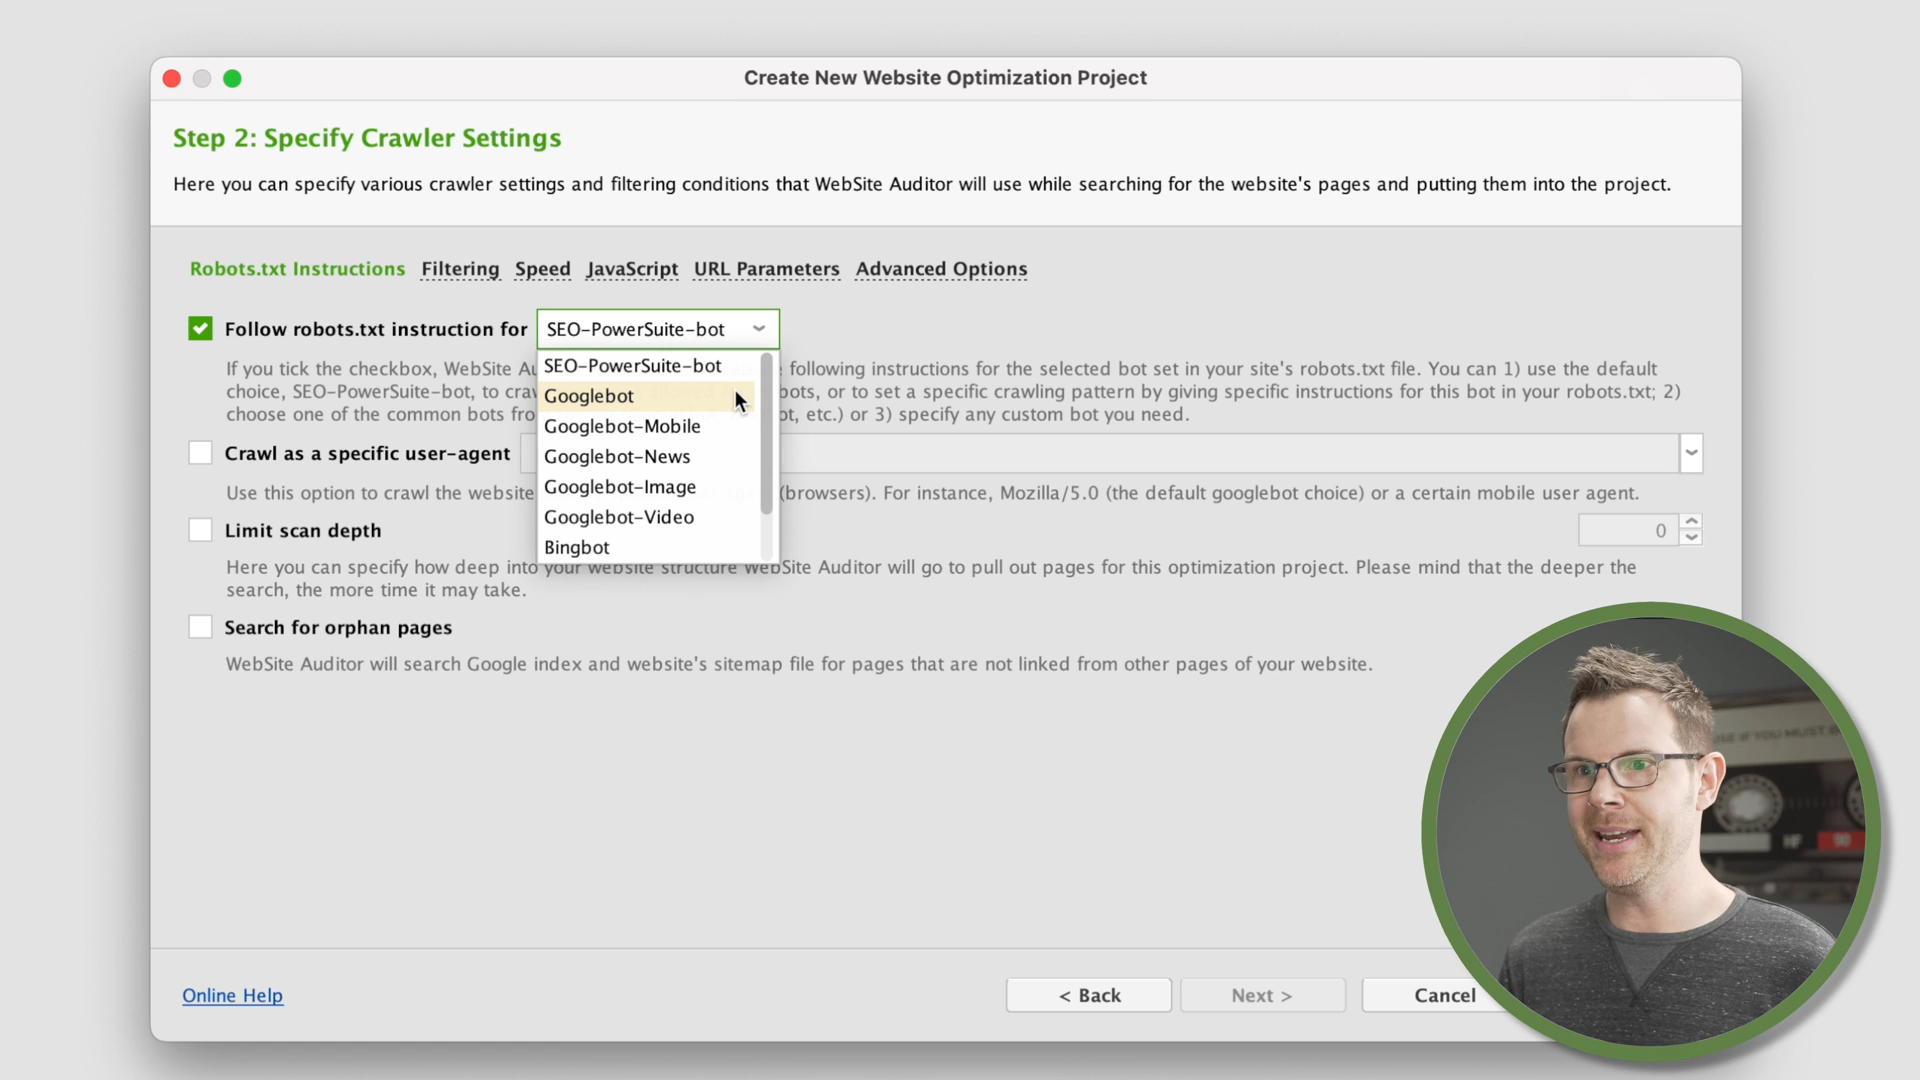 Create New Website Optimization Project
Step 2: Specify Crawler Settings
Here you can specify various crawler settings and filtering conditions that WebSite Auditor will use while searching for the website's pages and putting them into the project.
Robots.txt Instructions Filtering Speed JavaScript URL Parameters Advanced Options
Follow robots.txt instruction for SEO-PowerSuite-bot
If you tick the checkbox, WebSite Au following instructions for the selected bot set in your site's robots.txt file. You can 1) use the default
choice, SEO-PowerSuite-bot, to crav bots, or to set a specific crawling pattern by giving specific instructions for this bot in your robots.txt; 2)
choose one of the common bots fro ot, etc.) or 3) specify any custom bot you need.
SEO-PowerSuite-bot
Googlebot
Googlebot-Mobile
Googlebot-News
Googlebot-Image
Googlebot-Video
Bingbot
Crawl as a specific user-agent
Use this option to crawl the website (browsers). For instance, Mozilla/5.0 (the default googlebot choice) or a certain mobile user agent.
Limit scan depth 0
Here you can specify how deep into your website structure WebSite Auditor will go to pull out pages for this optimization project. Please mind that the deeper the
search, the more time it may take.
Search for orphan pages
WebSite Auditor will search Google index and website's sitemap file for pages that are not linked from other pages of your website.
USE IF YOU MUST
HF 90
Online Help < Back Next > Cancel